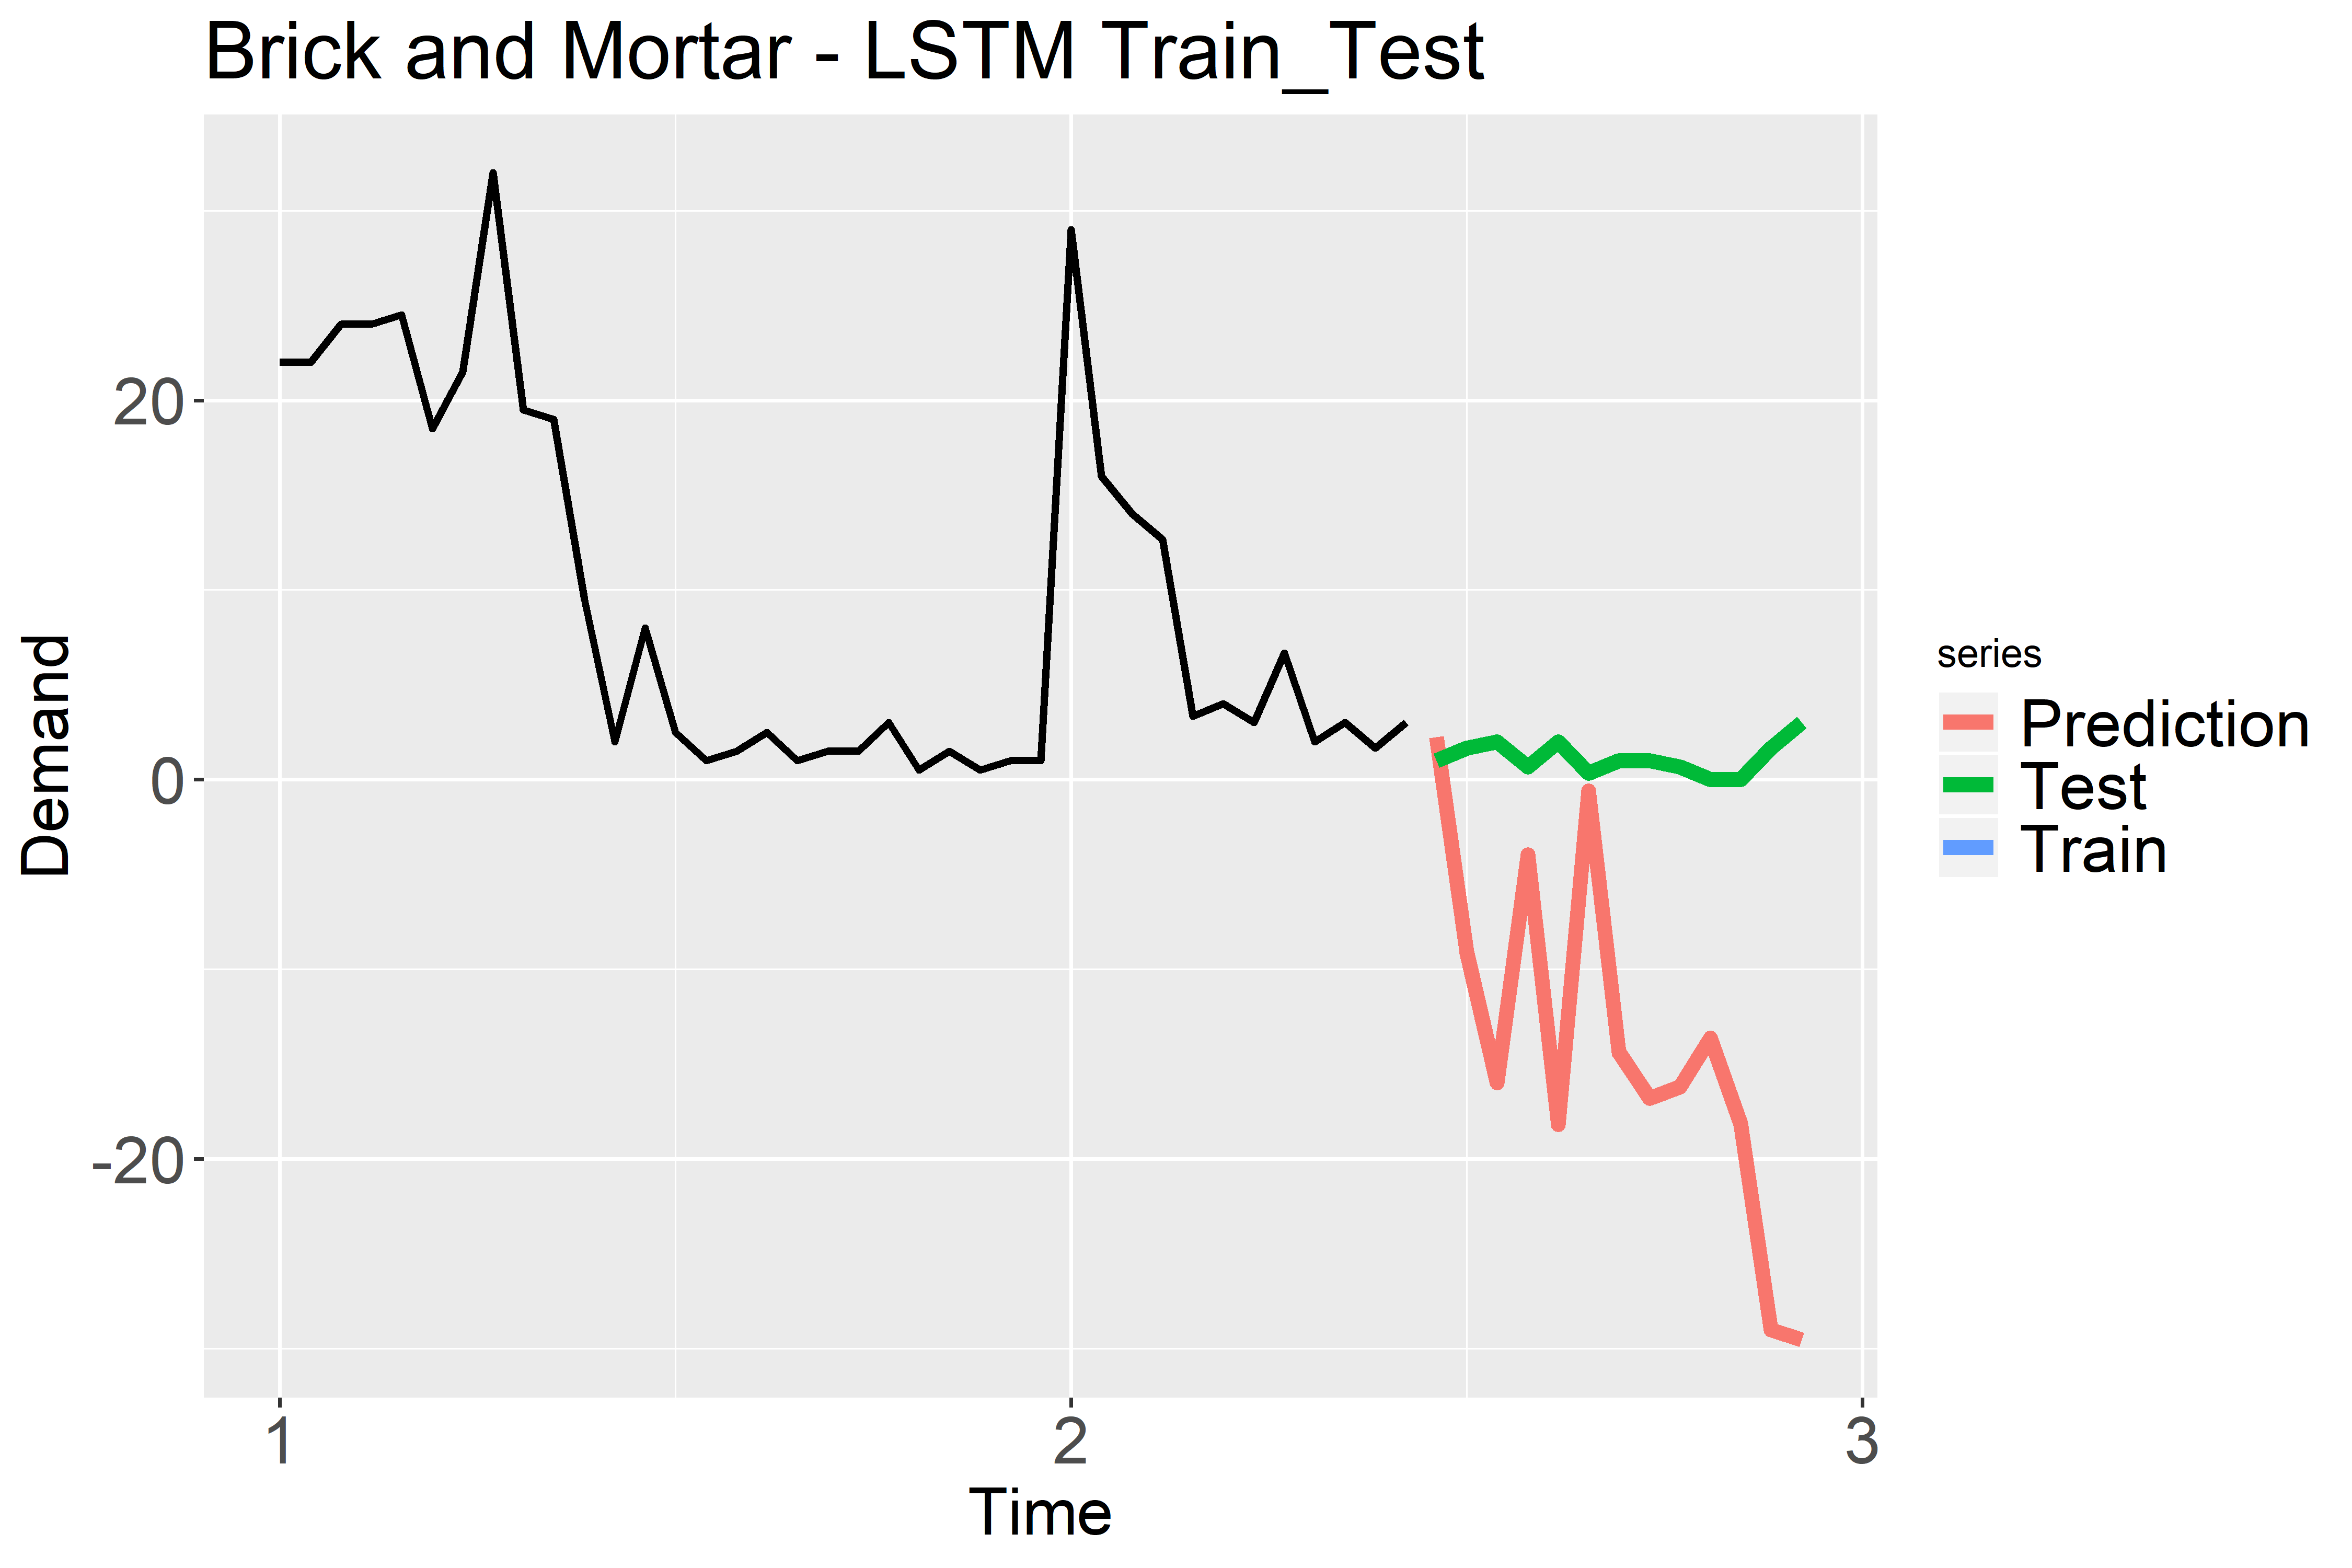 Brick and Mortar - LSTM Train_Test
Demand
20
0
-20
1
2
3
Time
series
Prediction
Test
Train